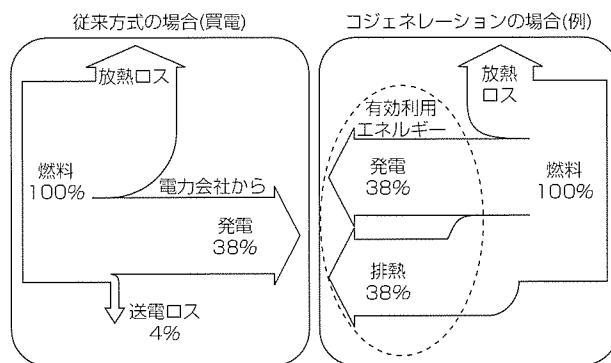 従来方式の場合(買電)
放熱ロス
燃料
100%
電力会社から
発電
38%
送電ロス
4%
コジェネレーションの場合(例)
放熱
ロス
有効利用
エネルギー
発電
38%
燃料
100%
排熱
38%